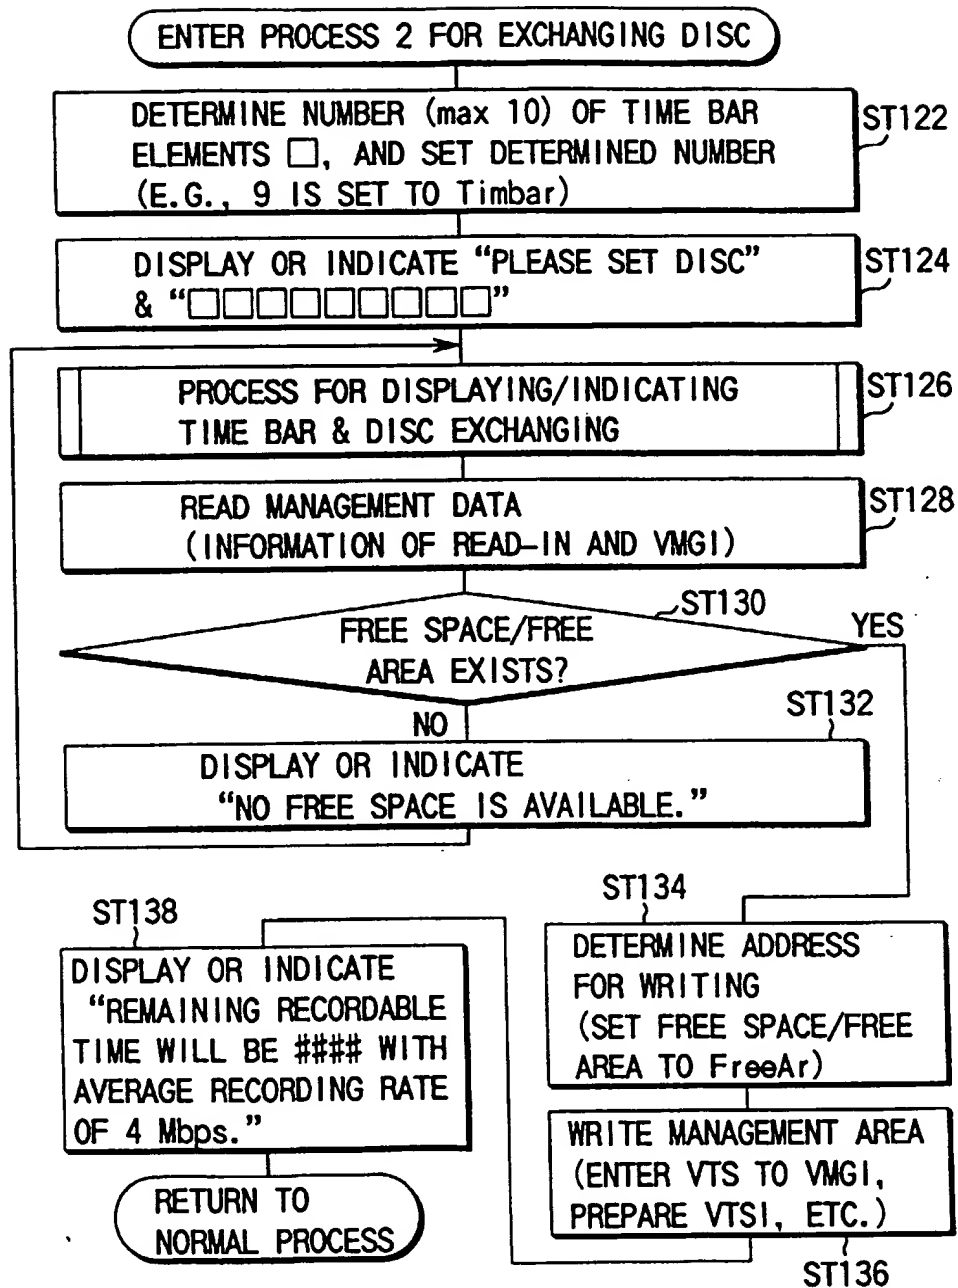 ENTER PROCESS 2 FOR EXCHANGING DISC
DETERMINE NUMBER (max 10) OF TIME BAR
ELEMENTS □, AND SET DETERMINED NUMBER
(E.G., 9 IS SET TO Timbar)
ST122
DISPLAY OR INDICATE “PLEASE SET DISC”
& “□□□□□□□□□”
ST124
PROCESS FOR DISPLAYING/INDICATING
TIME BAR & DISC EXCHANGING
ST126
READ MANAGEMENT DATA
(INFORMATION OF READ-IN AND VMGI)
ST128
ST130
FREE SPACE/FREE
AREA EXISTS?
YES
NO
ST132
DISPLAY OR INDICATE
“NO FREE SPACE IS AVAILABLE.”
ST134
DETERMINE ADDRESS
FOR WRITING
(SET FREE SPACE/FREE
AREA TO FreeAr)
WRITE MANAGEMENT AREA
(ENTER VTS TO VMGI,
PREPARE VTSI, ETC.)
ST136
ST138
DISPLAY OR INDICATE
“REMAINING RECORDABLE
TIME WILL BE #### WITH
AVERAGE RECORDING RATE
OF 4 Mbps.”
RETURN TO
NORMAL PROCESS